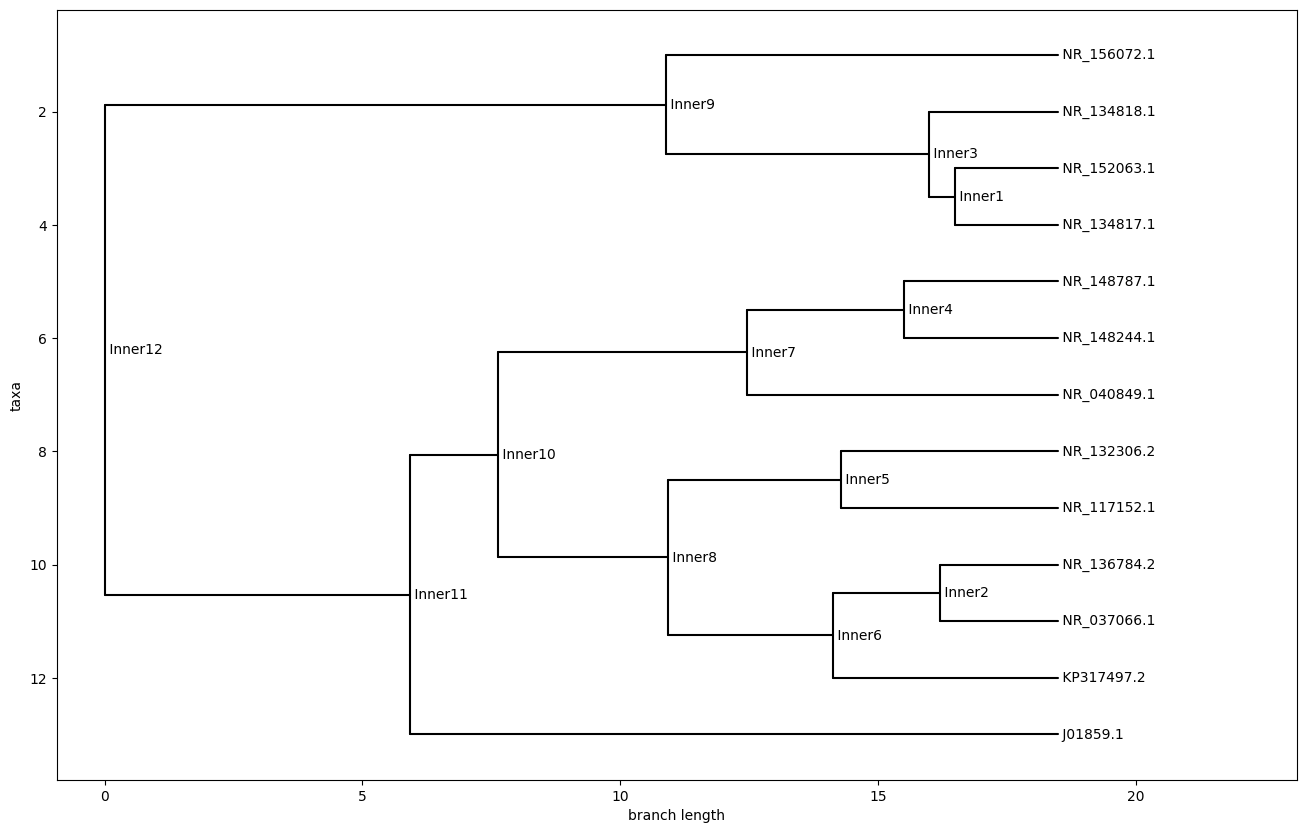 NR_156072.1
Inner9
2
NR_134818.1
Inner3
NR_152063.1
Inner1
4
NR_134817.1
NR_148787.1
Inner4
6
NR_148244.1
Inner12
Inner7
taxa
NR_040849.1
8
NR_132306.2
Inner10
Inner5
NR_117152.1
Inner8
10
NR_136784.2
Inner2
Inner11
NR_037066.1
Inner6
12
KP317497.2
J01859.1
0 5 10 15 20
branch length